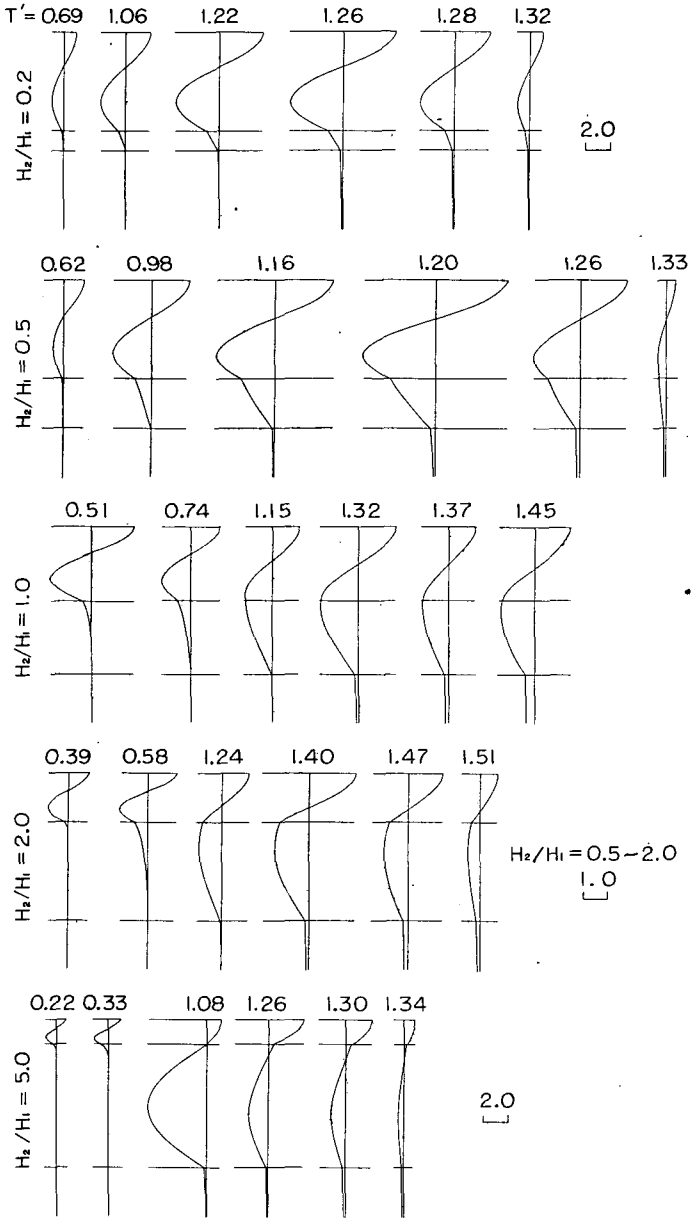 T′= 0.69 1.06 1.22 1.26 1.28 1.32
H₂/H₁ = 0.2
2.0
0.62 0.98 1.16 1.20 1.26 1.33
H₂/H₁ = 0.5
0.51 0.74 1.15 1.32 1.37 1.45
H₂/H₁ = 1.0
0.39 0.58 1.24 1.40 1.47 1.51
H₂/H₁ = 2.0
H₂/H₁ = 0.5~2.0
1.0
0.22 0.33 1.08 1.26 1.30 1.34
H₂/H₁ = 5.0
2.0